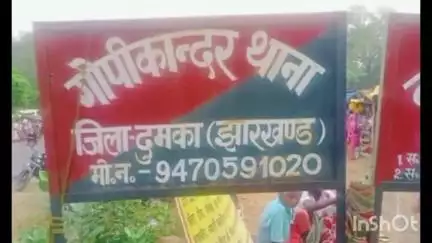 गोपीकान्दर थाना
जिला-दुमका (झारखण्ड)
मो.न.-9470591020
InShOt